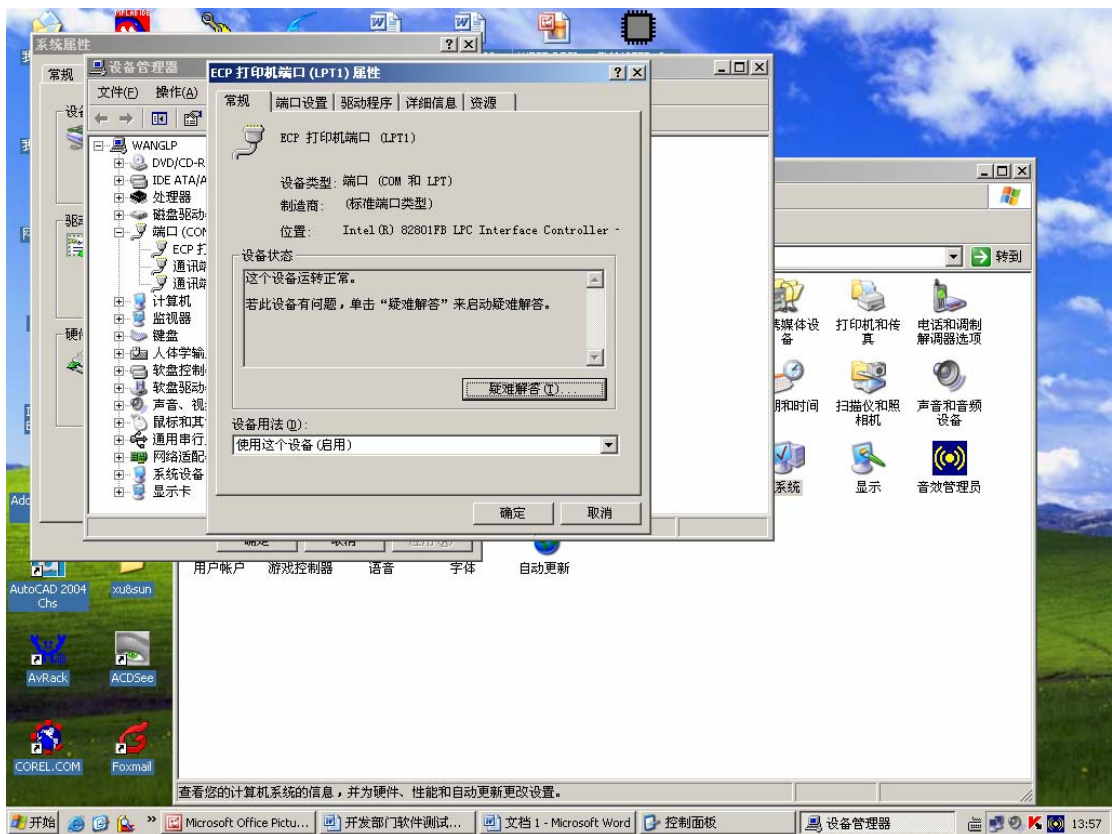 系统属性
常规
设备管理器
文件(F) 操作(A)
WANGLP
DVD/CD-R
IDE ATA/A
处理器
磁盘驱动
端口 (CO
ECP 打
通讯端
通讯端
计算机
监视器
键盘
人体学输
软盘控制
软盘驱动
声音、视
鼠标和其
通用串行
网络适配
系统设备
显示卡
ECP 打印机端口 (LPT1) 属性
常规 端口设置 驱动程序 详细信息 资源
ECP 打印机端口 (LPT1)
设备类型: 端口 (COM 和 LPT)
制造商: (标准端口类型)
位置: Intel(R) 82801FB LPC Interface Controller -
设备状态
这个设备运转正常。
若此设备有问题，单击“疑难解答”来启动疑难解答。
疑难解答(T)...
设备用法(D):
使用这个设备(启用)
确定 取消
转到
打印机和传真
电话和调制解调器选项
和时间
扫描仪和照相机
声音和音频设备
系统
显示
音效管理员
用户帐户
游戏控制器
语音
字体
自动更新
AutoCAD 2004 Chs
xu&sun
AvRack
ACDSee
COREL.COM
Foxmail
查看您的计算机系统的信息，并为硬件、性能和自动更新更改设置。
开始
Microsoft Office Pictu...
开发部门软件测试...
文档 1 - Microsoft Word
控制面板
设备管理器
13:57